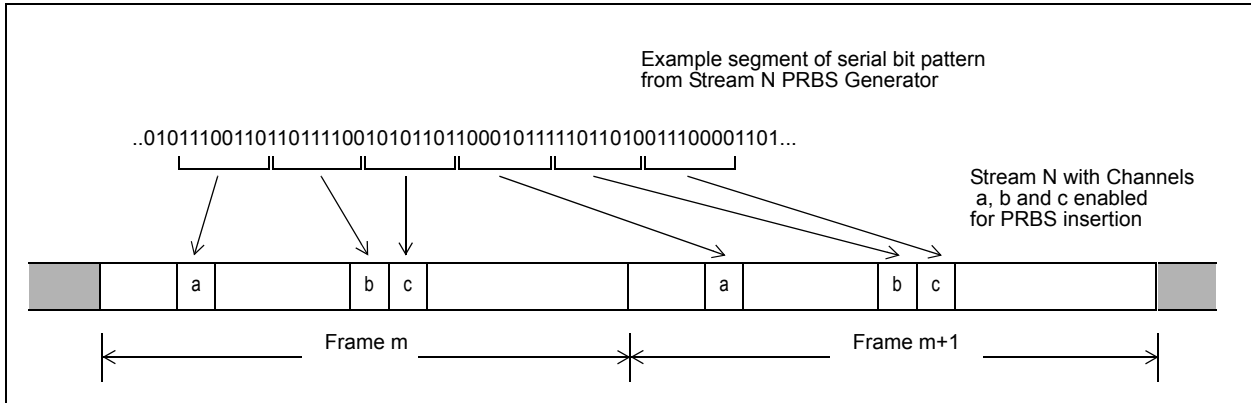 Example segment of serial bit pattern
from Stream N PRBS Generator
..010111001101101111001010110110001011111011010011100001101...
Stream N with Channels
a, b and c enabled
for PRBS insertion
a b c a b c
Frame m Frame m+1